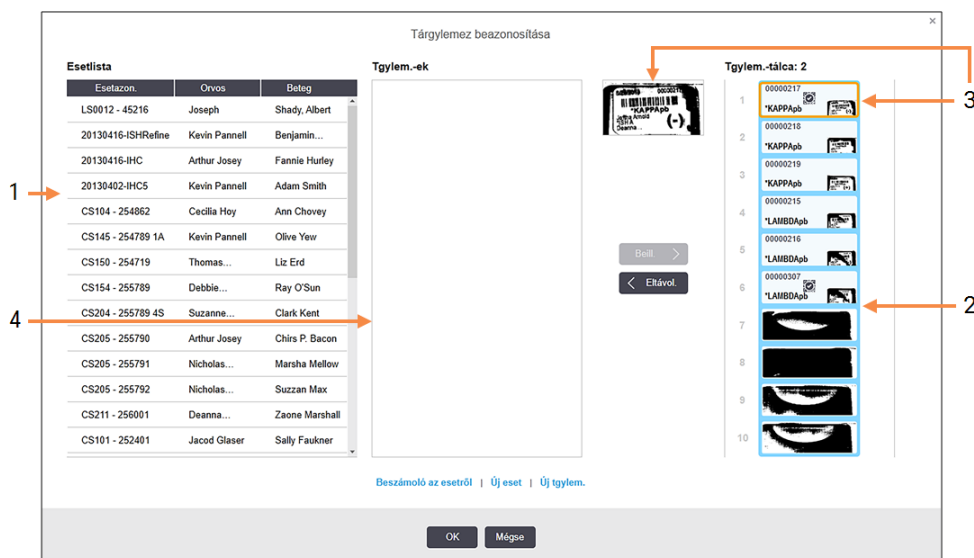 ×
Tárgylemez beazonosítása
Esetlista
Esetazon. Orvos Beteg
LS0012 - 45216 Joseph Shady, Albert
20130416-ISHRefine Kevin Pannell Benjamin...
20130416-IHC Arthur Josey Fannie Hurley
20130402-IHC5 Kevin Pannell Adam Smith
CS104 - 254862 Cecilia Hoy Ann Chovey
CS145 - 254789 1A Kevin Pannell Olive Yew
CS150 - 254719 Thomas... Liz Erd
CS154 - 255789 Debbie... Ray O'Sun
CS204 - 255789 4S Suzanne... Clark Kent
CS205 - 255790 Arthur Josey Chirs P. Bacon
CS205 - 255791 Nicholas... Marsha Mellow
CS205 - 255792 Nicholas... Suzzan Max
CS211 - 256001 Deanna... Zaone Marshall
CS101 - 252401 Jacod Glaser Sally Faukner
1
4
Tgylem.-ek
*KAPPApb
Arnold
(-)
Deanna...
Beill. >
< Eltávol.
Tgylem.-tálca: 2
1 00000217
*KAPPApb
2 00000218
*KAPPApb
3 00000219
*KAPPApb
4 00000215
*LAMBDApb
5 00000216
*LAMBDApb
6 00000307
*LAMBDApb
7
8
9
10
3
2
Beszámoló az esetről | Új eset | Új tgylem.
OK Mégse